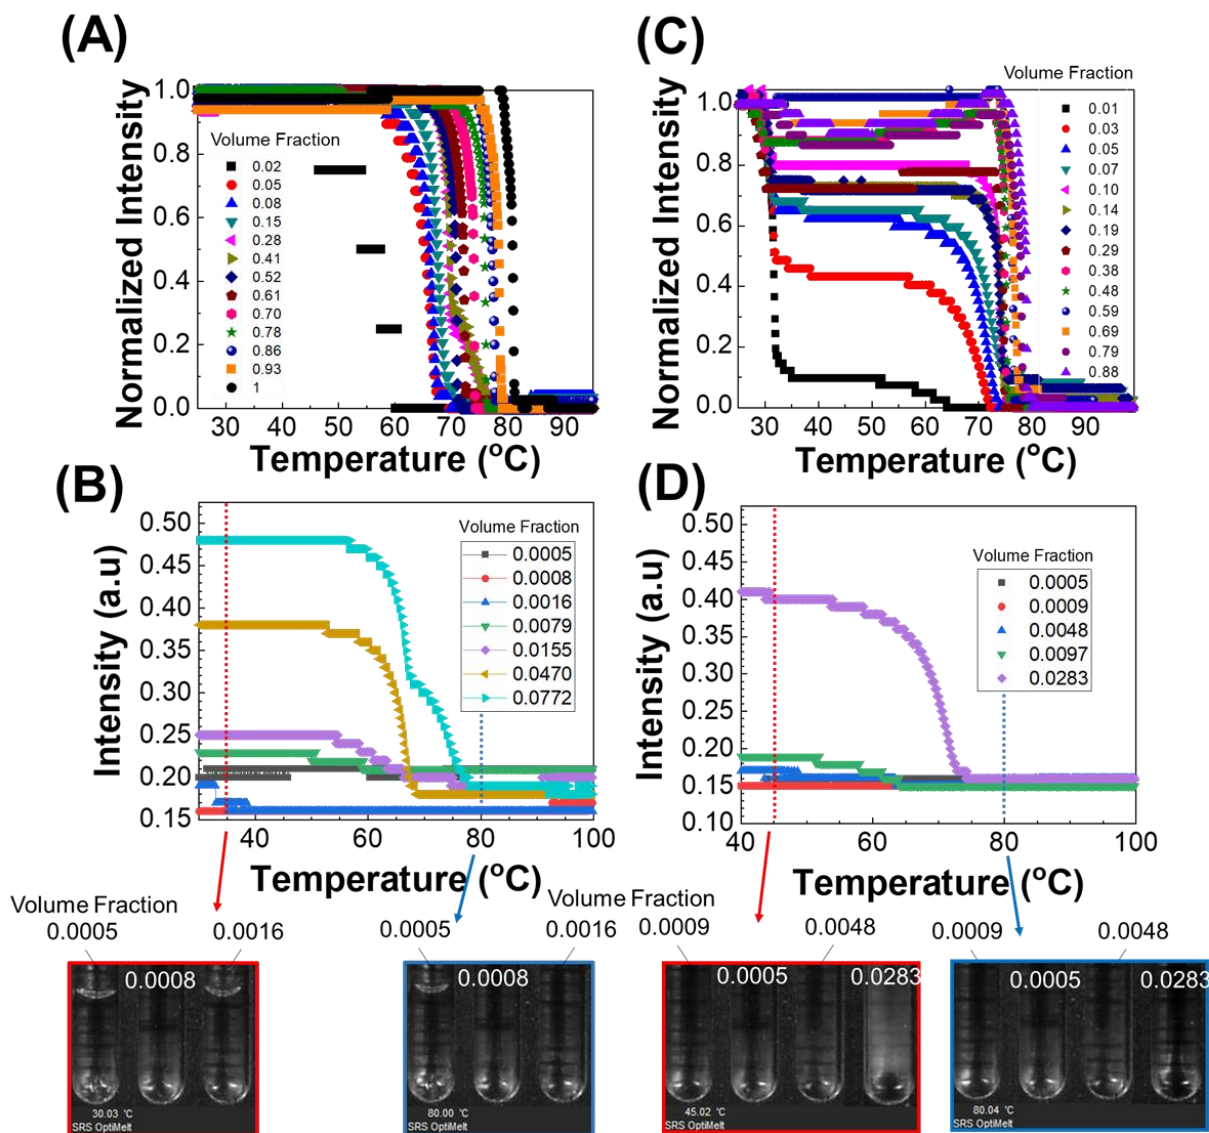 (A)
Normalized Intensity
1.0
0.8
0.6
0.4
0.2
0.0
Volume Fraction
0.02
0.05
0.08
0.15
0.28
0.41
0.52
0.61
0.70
0.78
0.86
0.93
1
30 40 50 60 70 80 90
Temperature (°C)
(C)
Normalized Intensity
1.0
0.8
0.6
0.4
0.2
0.0
Volume Fraction
0.01
0.03
0.05
0.07
0.10
0.14
0.19
0.29
0.38
0.48
0.59
0.69
0.79
0.88
30 40 50 60 70 80 90
Temperature (°C)
(B)
Intensity (a.u)
0.50
0.45
0.40
0.35
0.30
0.25
0.20
0.15
Volume Fraction
0.0005
0.0008
0.0016
0.0079
0.0155
0.0470
0.0772
40 60 80 100
Temperature (°C)
(D)
Intensity (a.u)
0.50
0.45
0.40
0.35
0.30
0.25
0.20
0.15
0.10
Volume Fraction
0.0005
0.0009
0.0048
0.0097
0.0283
40 60 80 100
Temperature (°C)
Volume Fraction
0.0005
0.0016
0.0008
30.03 °C
SRS OptiMelt
0.0005
0.0016
0.0008
80.00 °C
SRS OptiMelt
Volume Fraction
0.0009
0.0048
0.0005
0.0283
45.02 °C
SRS OptiMelt
0.0009
0.0048
0.0005
0.0283
80.04 °C
SRS OptiMelt